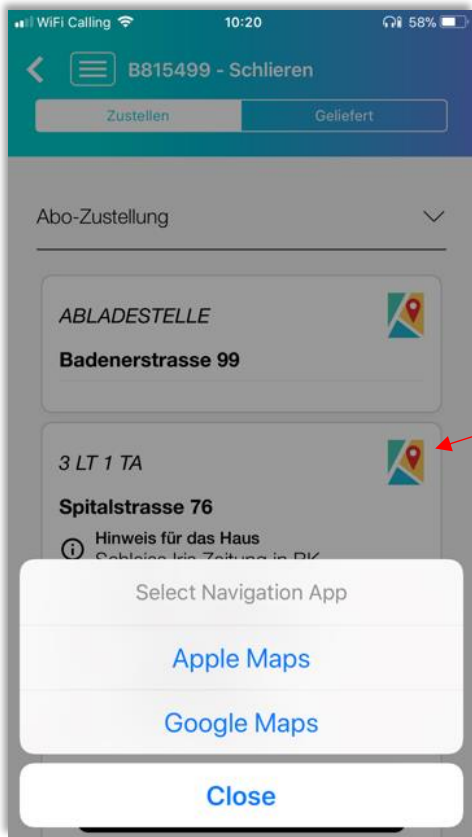 WiFi Calling 10:20 58%
B815499 - Schlieren
Zustellen Geliefert
Abo-Zustellung
ABLADESTELLE
Badenerstrasse 99
3 LT 1 TA
Spitalstrasse 76
Hinweis für das Haus
Select Navigation App
Apple Maps
Google Maps
Close